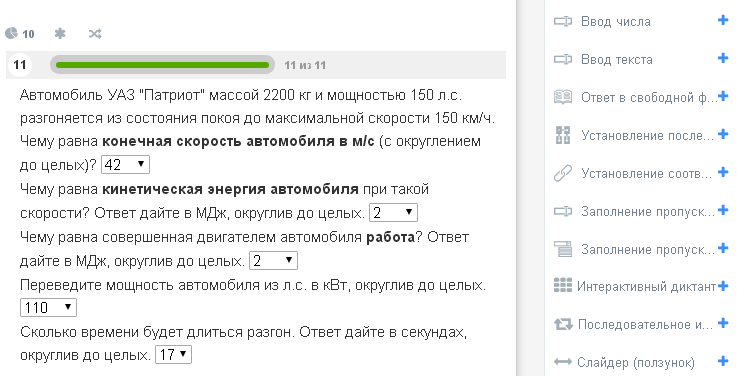 10
11 11 из 11
Автомобиль УАЗ "Патриот" массой 2200 кг и мощностью 150 л.с.
разгоняется из состояния покоя до максимальной скорости 150 км/ч.
Чему равна конечная скорость автомобиля в м/с (с округлением
до целых)? 42
Чему равна кинетическая энергия автомобиля при такой
скорости? Ответ дайте в МДж, округлив до целых. 2
Чему равна совершенная двигателем автомобиля работа? Ответ
дайте в МДж, округлив до целых. 2
Переведите мощность автомобиля из л.с. в кВт, округлив до целых.
110
Сколько времени будет длиться разгон. Ответ дайте в секундах,
округлив до целых. 17
Ввод числа
Ввод текста
Ответ в свободной ф...
Установление после...
Установление соотв...
Заполнение пропуск...
Заполнение пропуск...
Интерактивный диктант
Последовательное и...
Слайдер (ползунок)